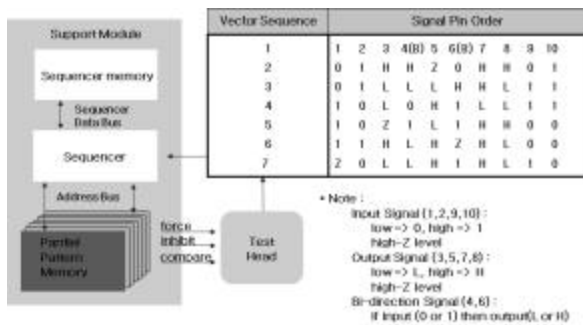 Support Module
Sequencer memory
Sequencer
Data Bus
Sequencer
Address Bus
Parallel
Pattern
Memory
force
inhibit
compare
Test
Head
Vector Sequence Signal Pin Order
1 1 2 3 4(B) 5 6(B) 7 8 9 10
2 0 1 H H Z 0 H H 0 1
3 0 1 L L L H H L 1 1
4 1 0 L 0 H 1 L L 1 1
5 1 0 Z 1 L 1 H H 0 0
6 1 1 H L H Z H L 0 0
7 Z 0 L L H 1 H L 1 0
* Note :
Input Signal (1,2,9,10) :
low => 0, high => 1
high-Z level
Output Signal (3,5,7,8) :
low => L, high => H
high-Z level
Bi-direction Signal (4,6) :
If Input (0 or 1) then output(L or H)